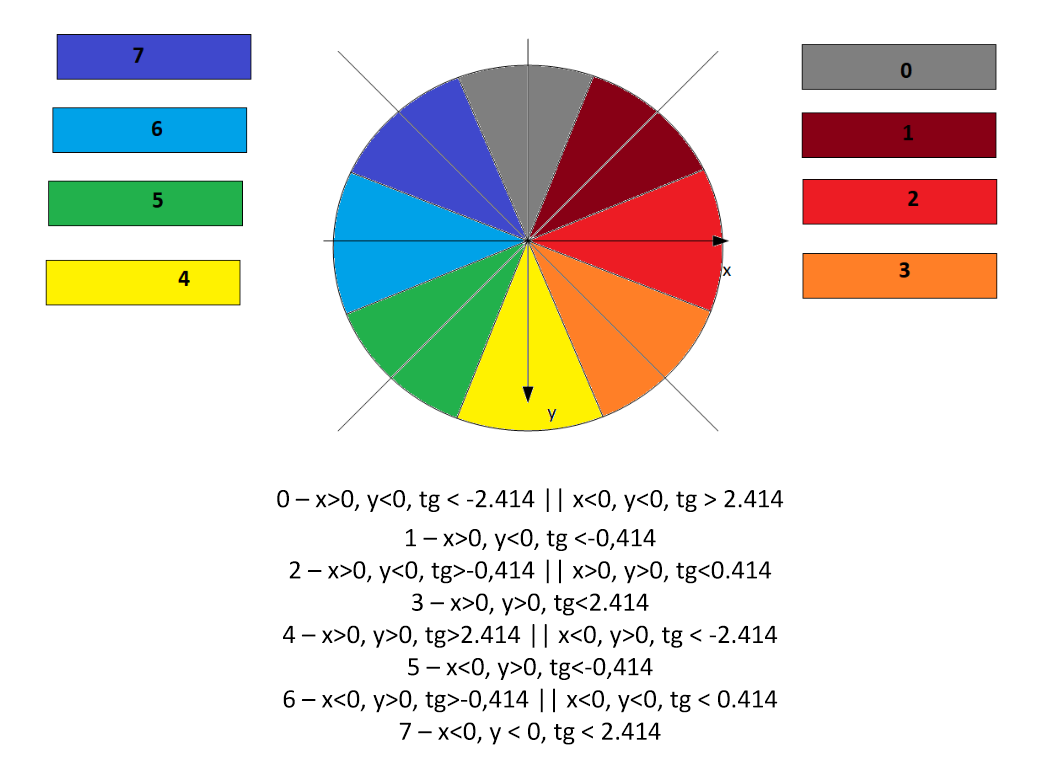 7
0
6
1
5
2
4
3
x
y
0 – x>0, y<0, tg < -2.414 || x<0, y<0, tg > 2.414
1 – x>0, y<0, tg <-0,414
2 – x>0, y<0, tg>-0,414 || x>0, y>0, tg<0.414
3 – x>0, y>0, tg<2.414
4 – x>0, y>0, tg>2.414 || x<0, y>0, tg < -2.414
5 – x<0, y>0, tg<-0,414
6 – x<0, y>0, tg>-0,414 || x<0, y<0, tg < 0.414
7 – x<0, y < 0, tg < 2.414